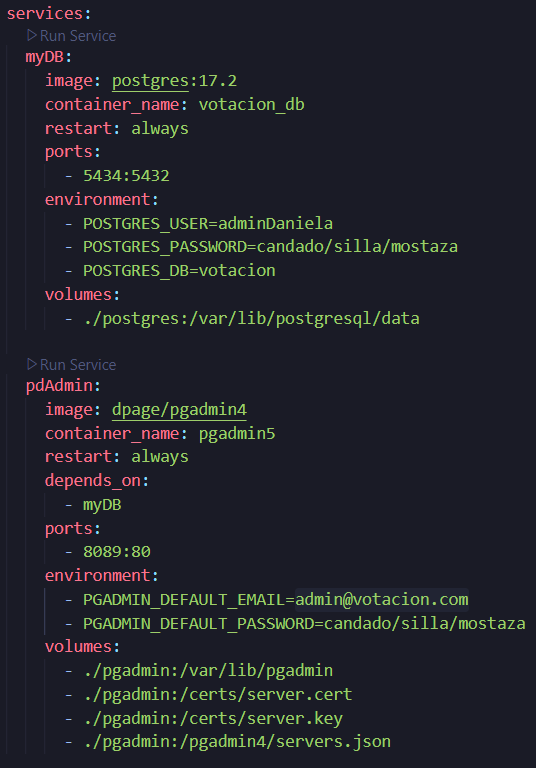 services:
Run Service
myDB:
image: postgres:17.2
container_name: votacion_db
restart: always
ports:
- 5434:5432
environment:
- POSTGRES_USER=adminDaniela
- POSTGRES_PASSWORD=candado/silla/mostaza
- POSTGRES_DB=votacion
volumes:
- ./postgres:/var/lib/postgresql/data
Run Service
pdAdmin:
image: dpage/pgadmin4
container_name: pgadmin5
restart: always
depends_on:
- myDB
ports:
- 8089:80
environment:
- PGADMIN_DEFAULT_EMAIL=admin@votacion.com
- PGADMIN_DEFAULT_PASSWORD=candado/silla/mostaza
volumes:
- ./pgadmin:/var/lib/pgadmin
- ./pgadmin:/certs/server.cert
- ./pgadmin:/certs/server.key
- ./pgadmin:/pgadmin4/servers.json